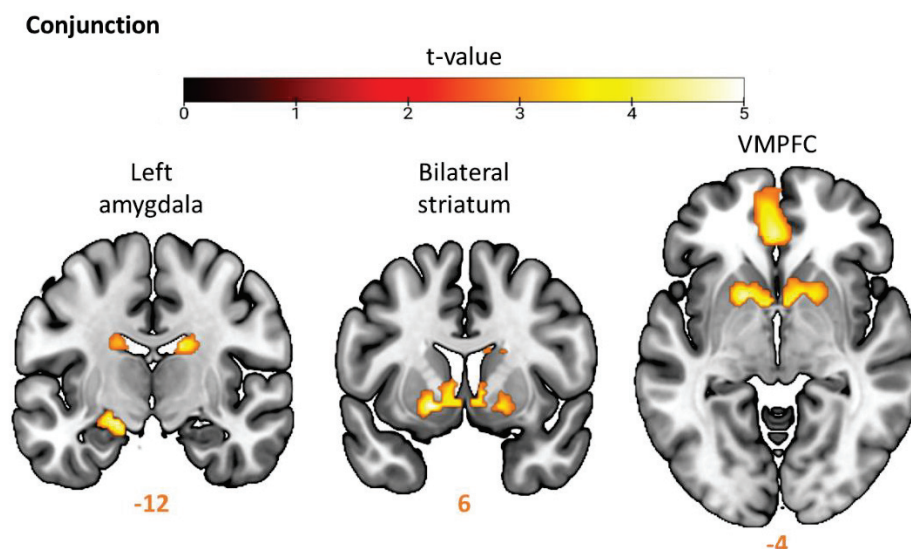 Conjunction
t-value
0 1 2 3 4 5
Left
amygdala
Bilateral
striatum
VMPFC
-12
6
-4